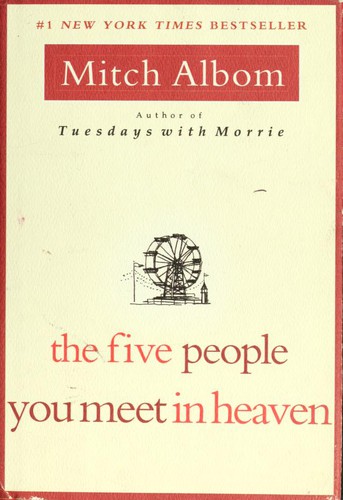 #1 NEW YORK TIMES BESTSELLER
Mitch Albom
Author of
Tuesdays with Morrie
the five people
you meet in heaven